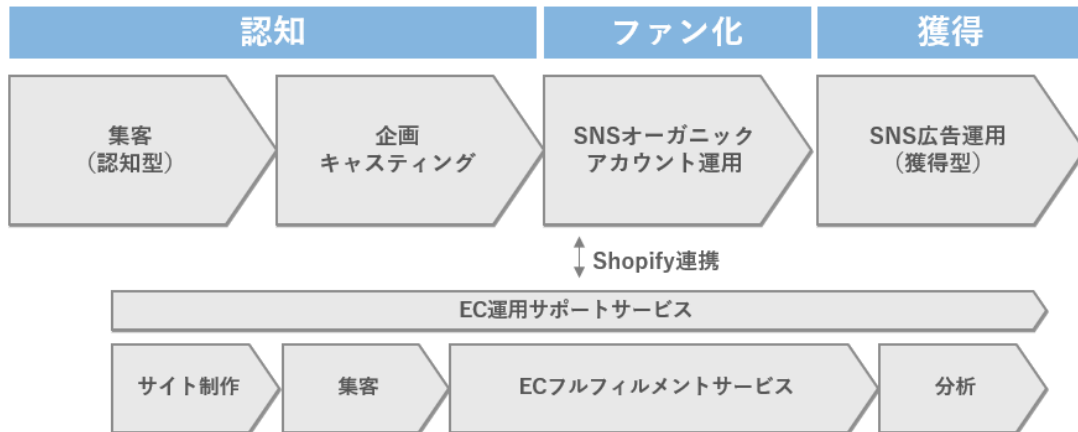 認知
ファン化
獲得
集客
（認知型）
企画
キャスティング
SNSオーガニック
アカウント運用
SNS広告運用
（獲得型）
Shopify連携
EC運用サポートサービス
サイト制作
集客
ECフルフィルメントサービス
分析